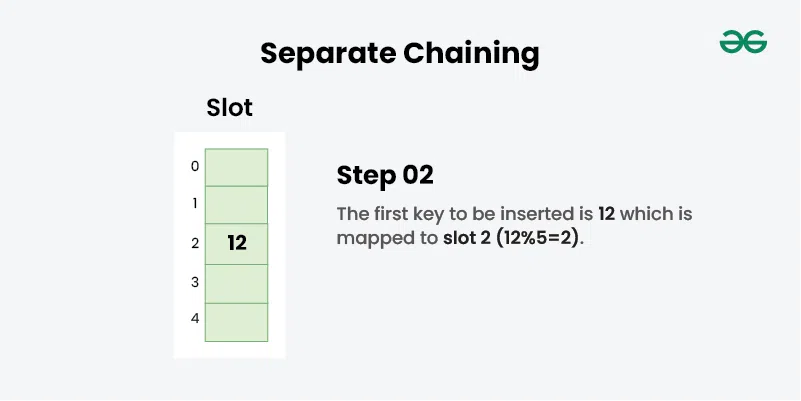 Separate Chaining
Slot
0
1
2
3
4
12
Step 02
The first key to be inserted is 12 which is
mapped to slot 2 (12%5=2).